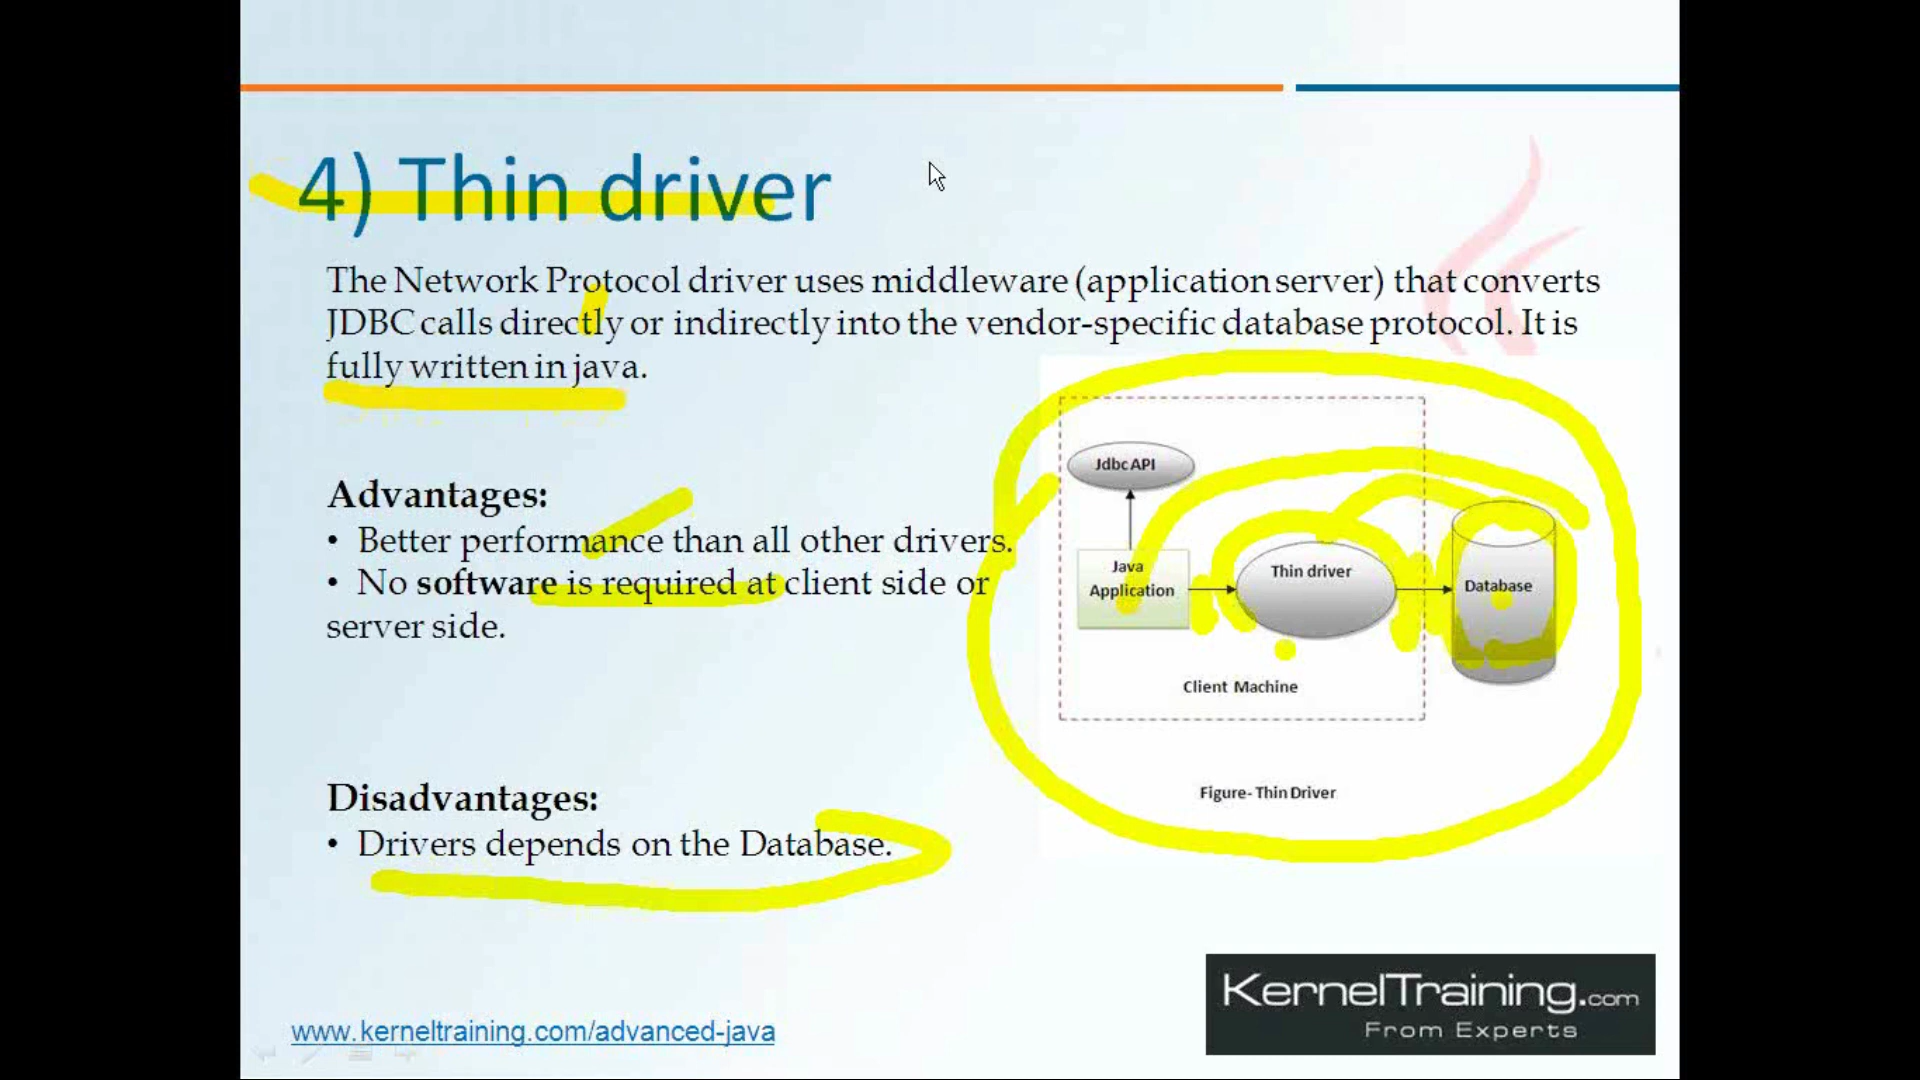 4) Thin driver
The Network Protocol driver uses middleware (application server) that converts
JDBC calls directly or indirectly into the vendor-specific database protocol. It is
fully written in java.
Advantages:
• Better performance than all other drivers.
• No software is required at client side or
server side.
Disadvantages:
• Drivers depends on the Database.
Jdbc API
Java
Application
Thin driver
Database
Client Machine
Figure- Thin Driver
www.kerneltraining.com/advanced-java
KernelTraining.com
From Experts